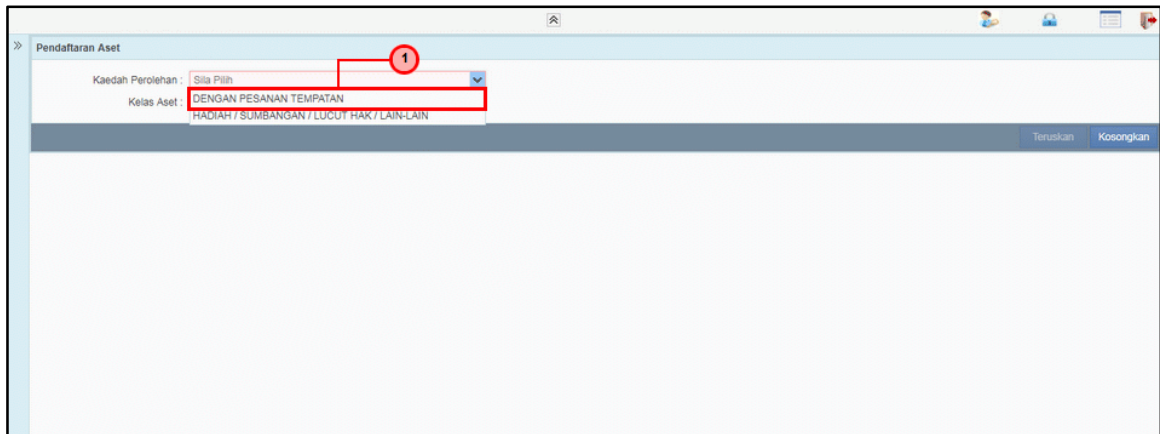 Pendaftaran Aset
1
Kaedah Perolehan : Sila Pilih
Kelas Aset : DENGAN PESANAN TEMPATAN
HADIAH / SUMBANGAN / LUCUT HAK / LAIN-LAIN
Teruskan Kosongkan